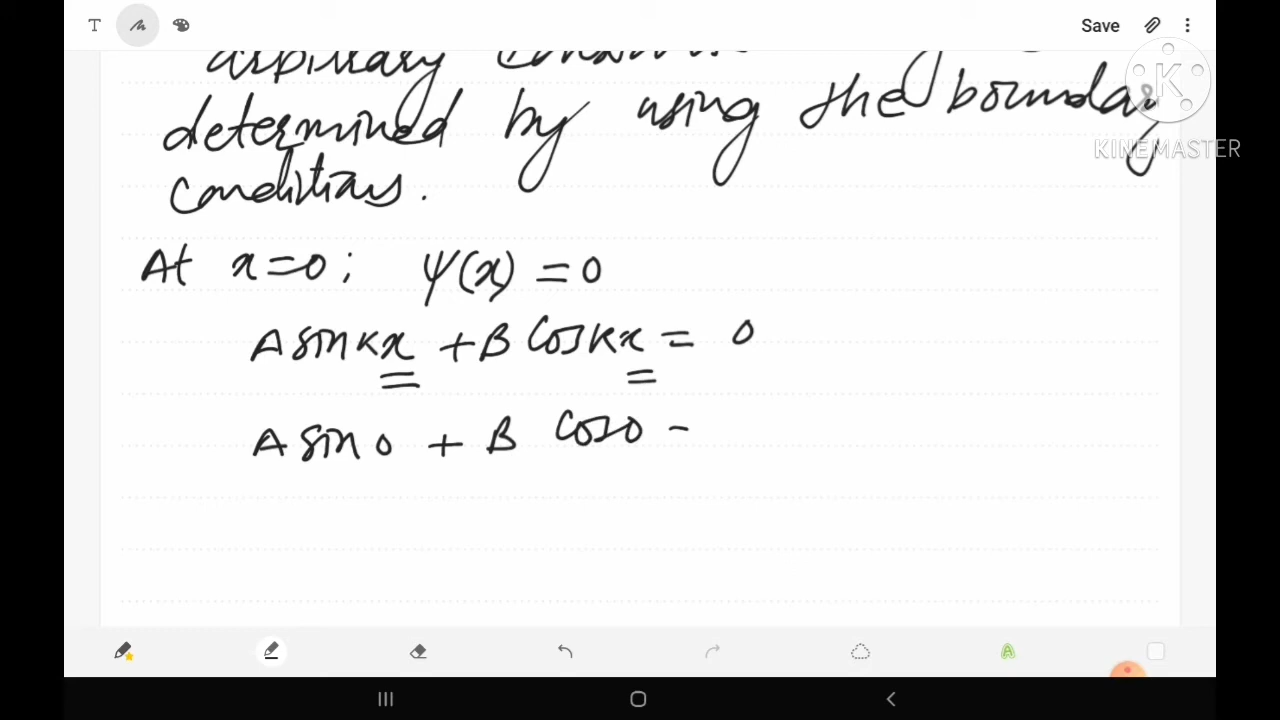 T Save
arbitrary
K
determined by using the boundary
KINEMASTER
conditions.
At x=0; ψ(x) = 0
A sin kx + B cos kx = 0
A sin 0 + B cos 0 -
A